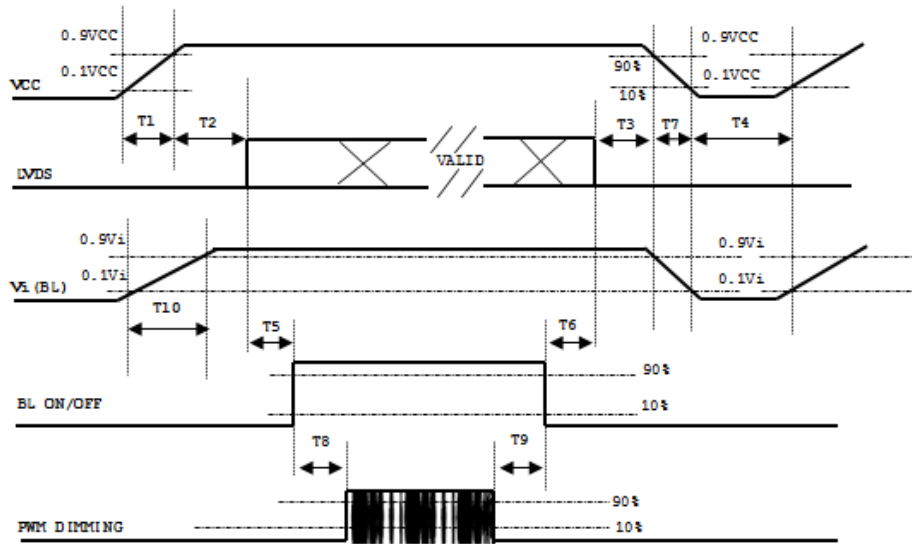 0.9VCC 0.9VCC
90%
0.1VCC 0.1VCC
VCC 10%
T1 T2 T3 T7 T4
VALID
LVDS
0.9Vi 0.9Vi
0.1Vi 0.1Vi
Vi(BL)
T10
T5 T6
90%
BL ON/OFF 10%
T8 T9
90%
PWM DIMMING 10%